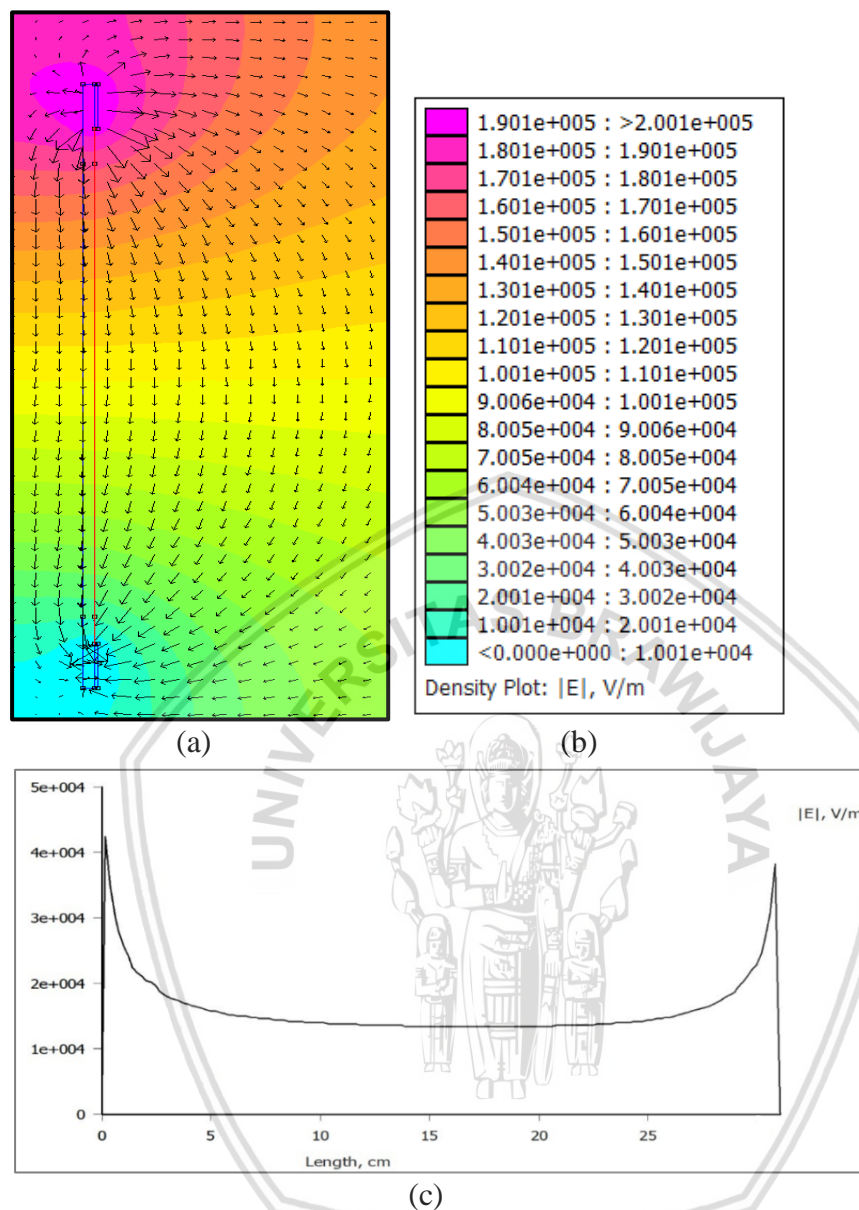 1.901e+005 : >2.001e+005
1.801e+005 : 1.901e+005
1.701e+005 : 1.801e+005
1.601e+005 : 1.701e+005
1.501e+005 : 1.601e+005
1.401e+005 : 1.501e+005
1.301e+005 : 1.401e+005
1.201e+005 : 1.301e+005
1.101e+005 : 1.201e+005
1.001e+005 : 1.101e+005
9.006e+004 : 1.001e+005
8.005e+004 : 9.006e+004
7.005e+004 : 8.005e+004
6.004e+004 : 7.005e+004
5.003e+004 : 6.004e+004
4.003e+004 : 5.003e+004
3.002e+004 : 4.003e+004
2.001e+004 : 3.002e+004
1.001e+004 : 2.001e+004
<0.000e+000 : 1.001e+004
Density Plot: |E|, V/m
(a)
(b)
UNIVERSITAS BRAWIJAYA
5e+004
4e+004
3e+004
2e+004
1e+004
0
|E|, V/m
0 5 10 15 20 25
Length, cm
(c)